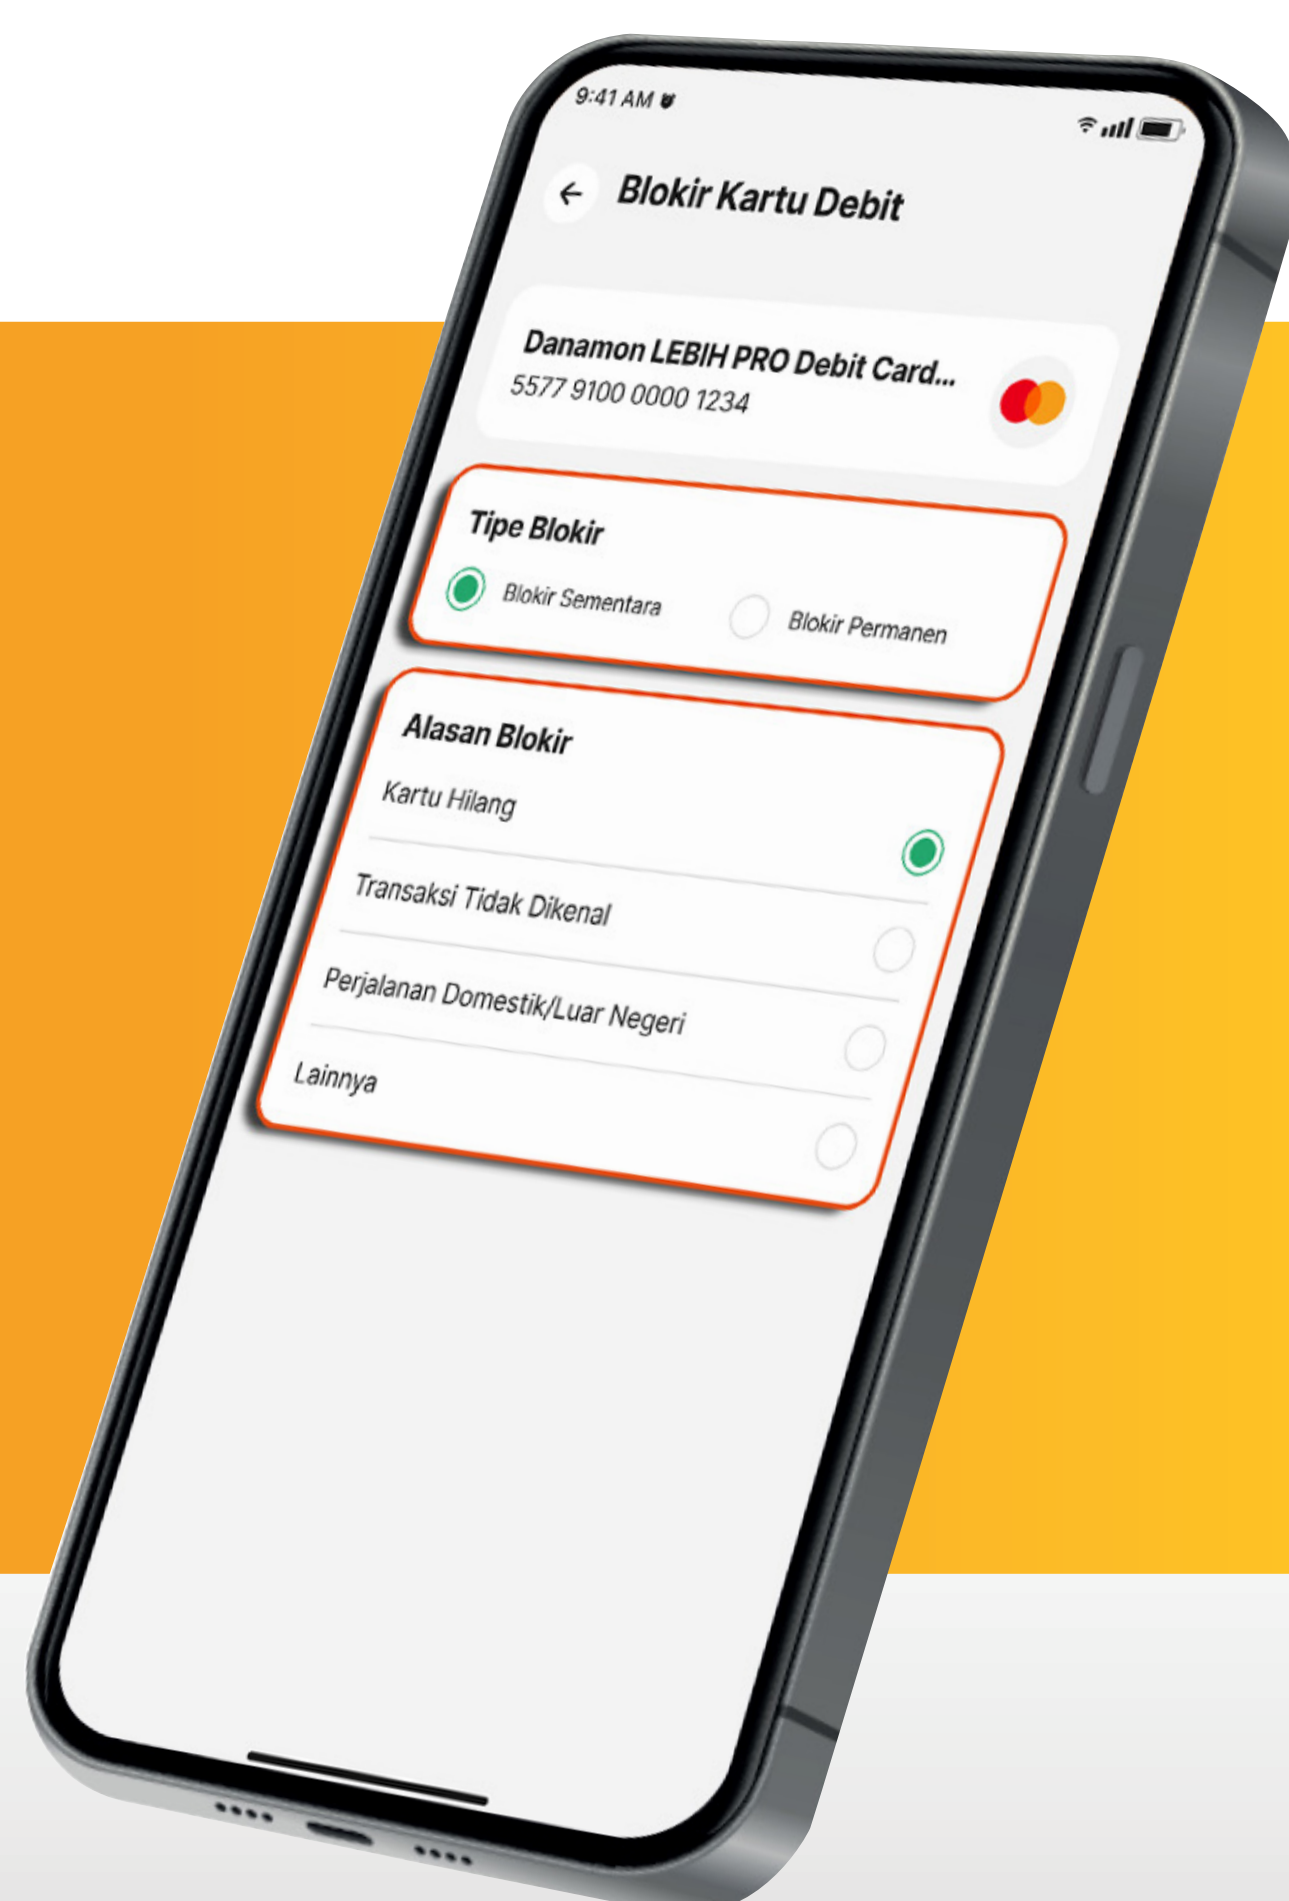 9:41 AM
Blokir Kartu Debit
Danamon LEBIH PRO Debit Card...
5577 9100 0000 1234
Tipe Blokir
Blokir Sementara
Blokir Permanen
Alasan Blokir
Kartu Hilang
Transaksi Tidak Dikenal
Perjalanan Domestik/Luar Negeri
Lainnya